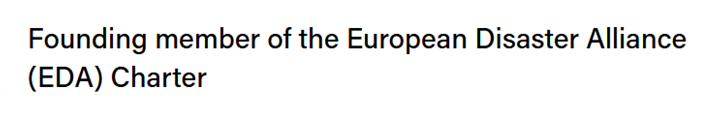 Founding member of the European Disaster Alliance
(EDA) Charter